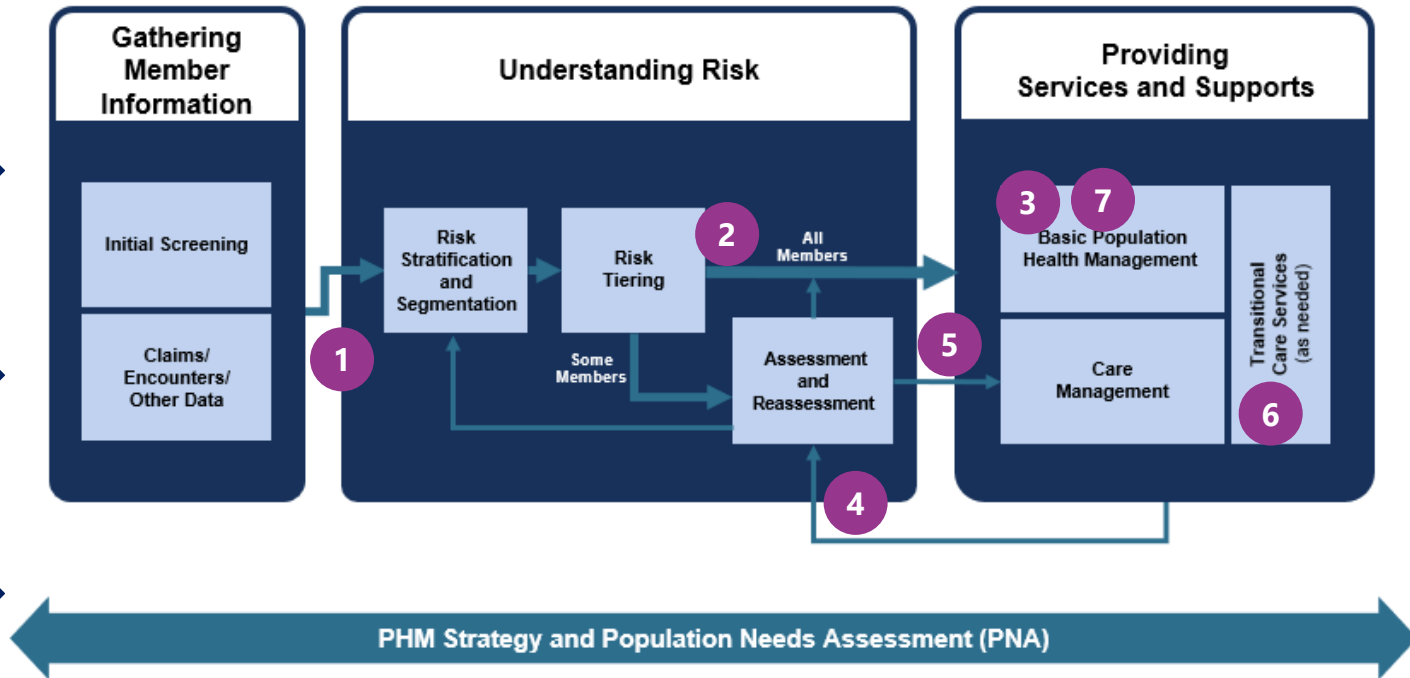 Gathering
Member
Information
Understanding Risk
Providing
Services and Supports
Initial Screening
Claims/
Encounters/
Other Data
1
Risk
Stratification
and
Segmentation
Risk
Tiering
2
All
Members
Some
Members
Assessment
and
Reassessment
4
5
3
7
Basic Population
Health Management
Care
Management
Transitional
Care Services
(as needed)
6
PHM Strategy and Population Needs Assessment (PNA)